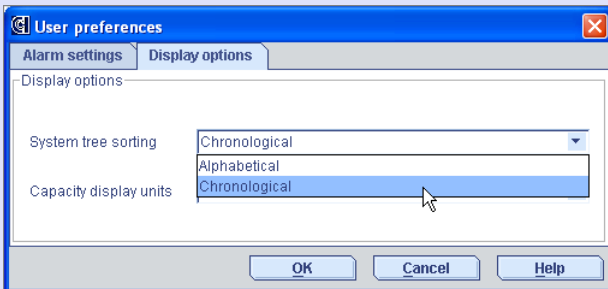 User preferences
Alarm settings Display options
Display options
System tree sorting Chronological
Alphabetical
Chronological
Capacity display units
OK Cancel Help